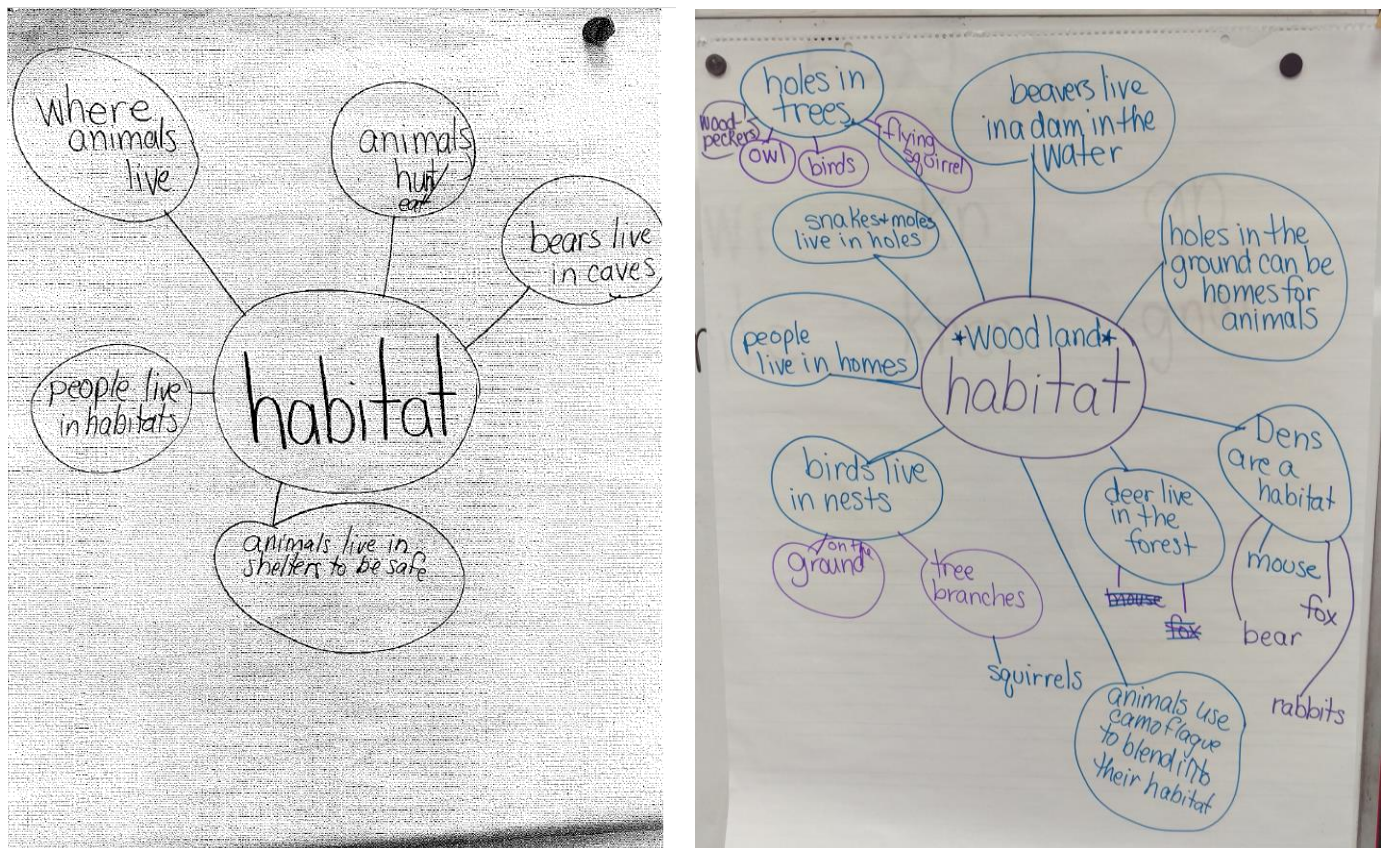 where
animals
live
animals
hunt
eat
bears live
in caves
people live
in habitats
habitat
animals live in
shelters to be safe
holes in
trees
wood-
peckers
owl
birds
flying
squirrel
beavers live
in a dam in the
water
snakes + moles
live in holes
holes in the
ground can be
homes for
animals
people
live in homes
*woodland*
habitat
Dens
are a
habitat
mouse
fox
bear
rabbits
birds live
in nests
on the
ground
tree
branches
squirrels
deer live
in the
forest
mouse
fox
animals use
camoflague
to blend into
their habitat